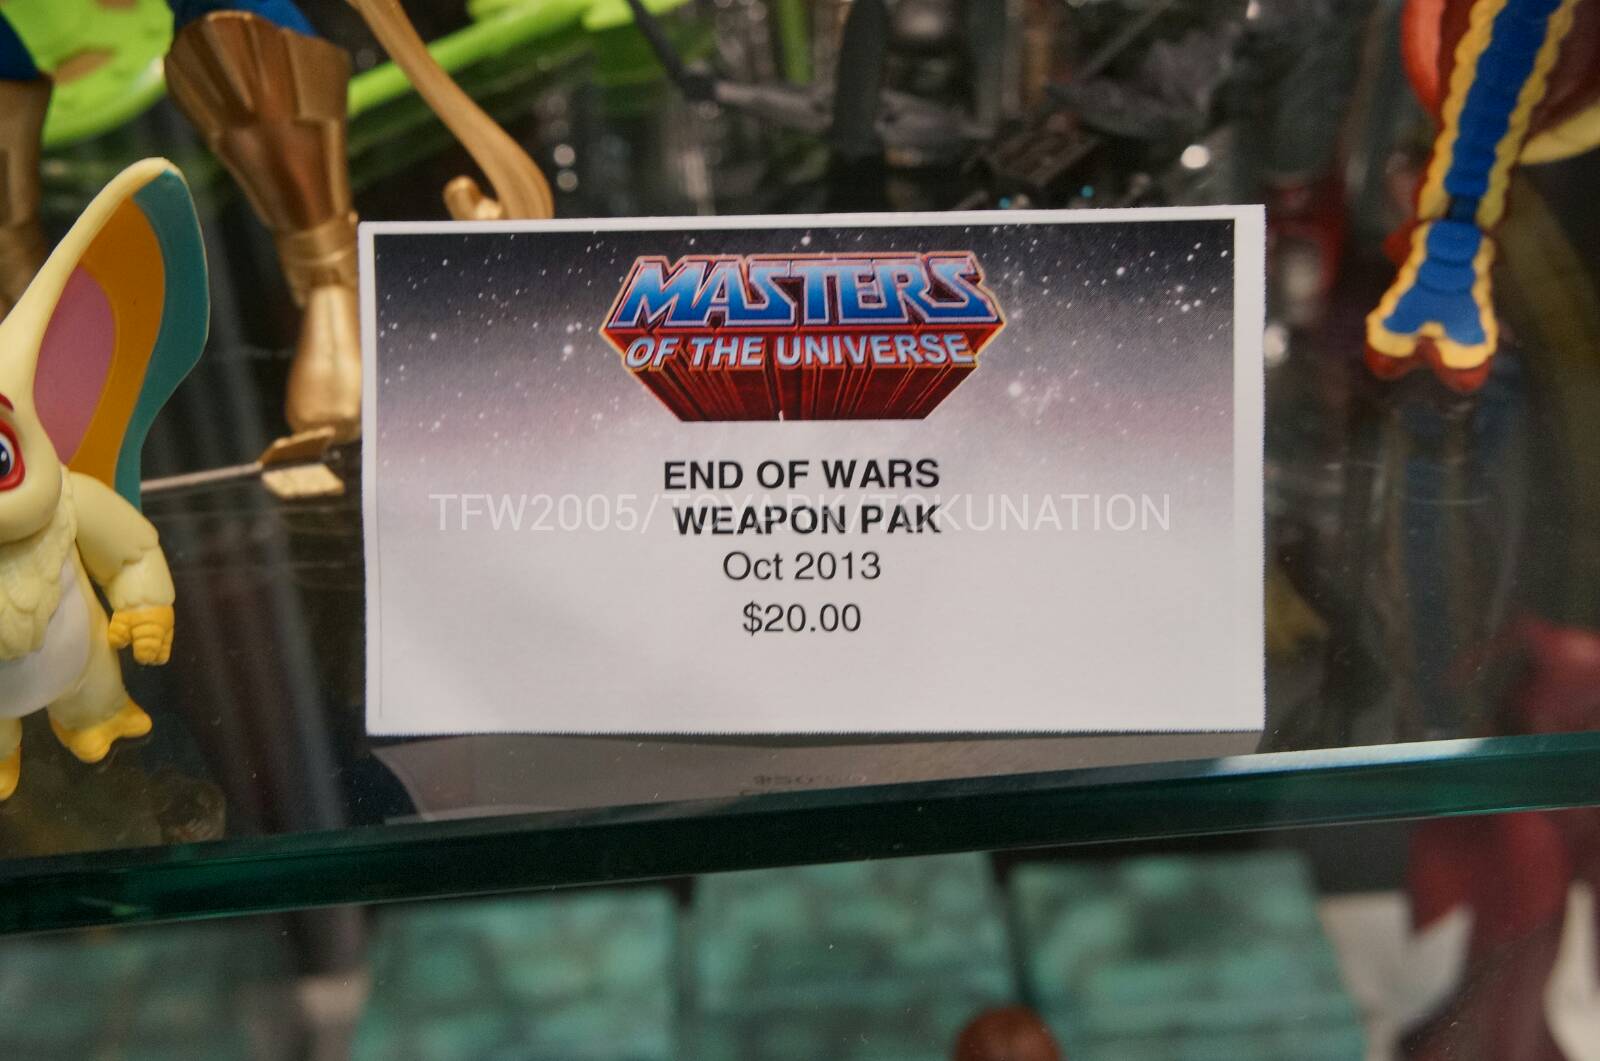 MASTERS
OF THE UNIVERSE
END OF WARS
TFW2005/TOYARK/TOKUNATION
WEAPON PAK
Oct 2013
$20.00